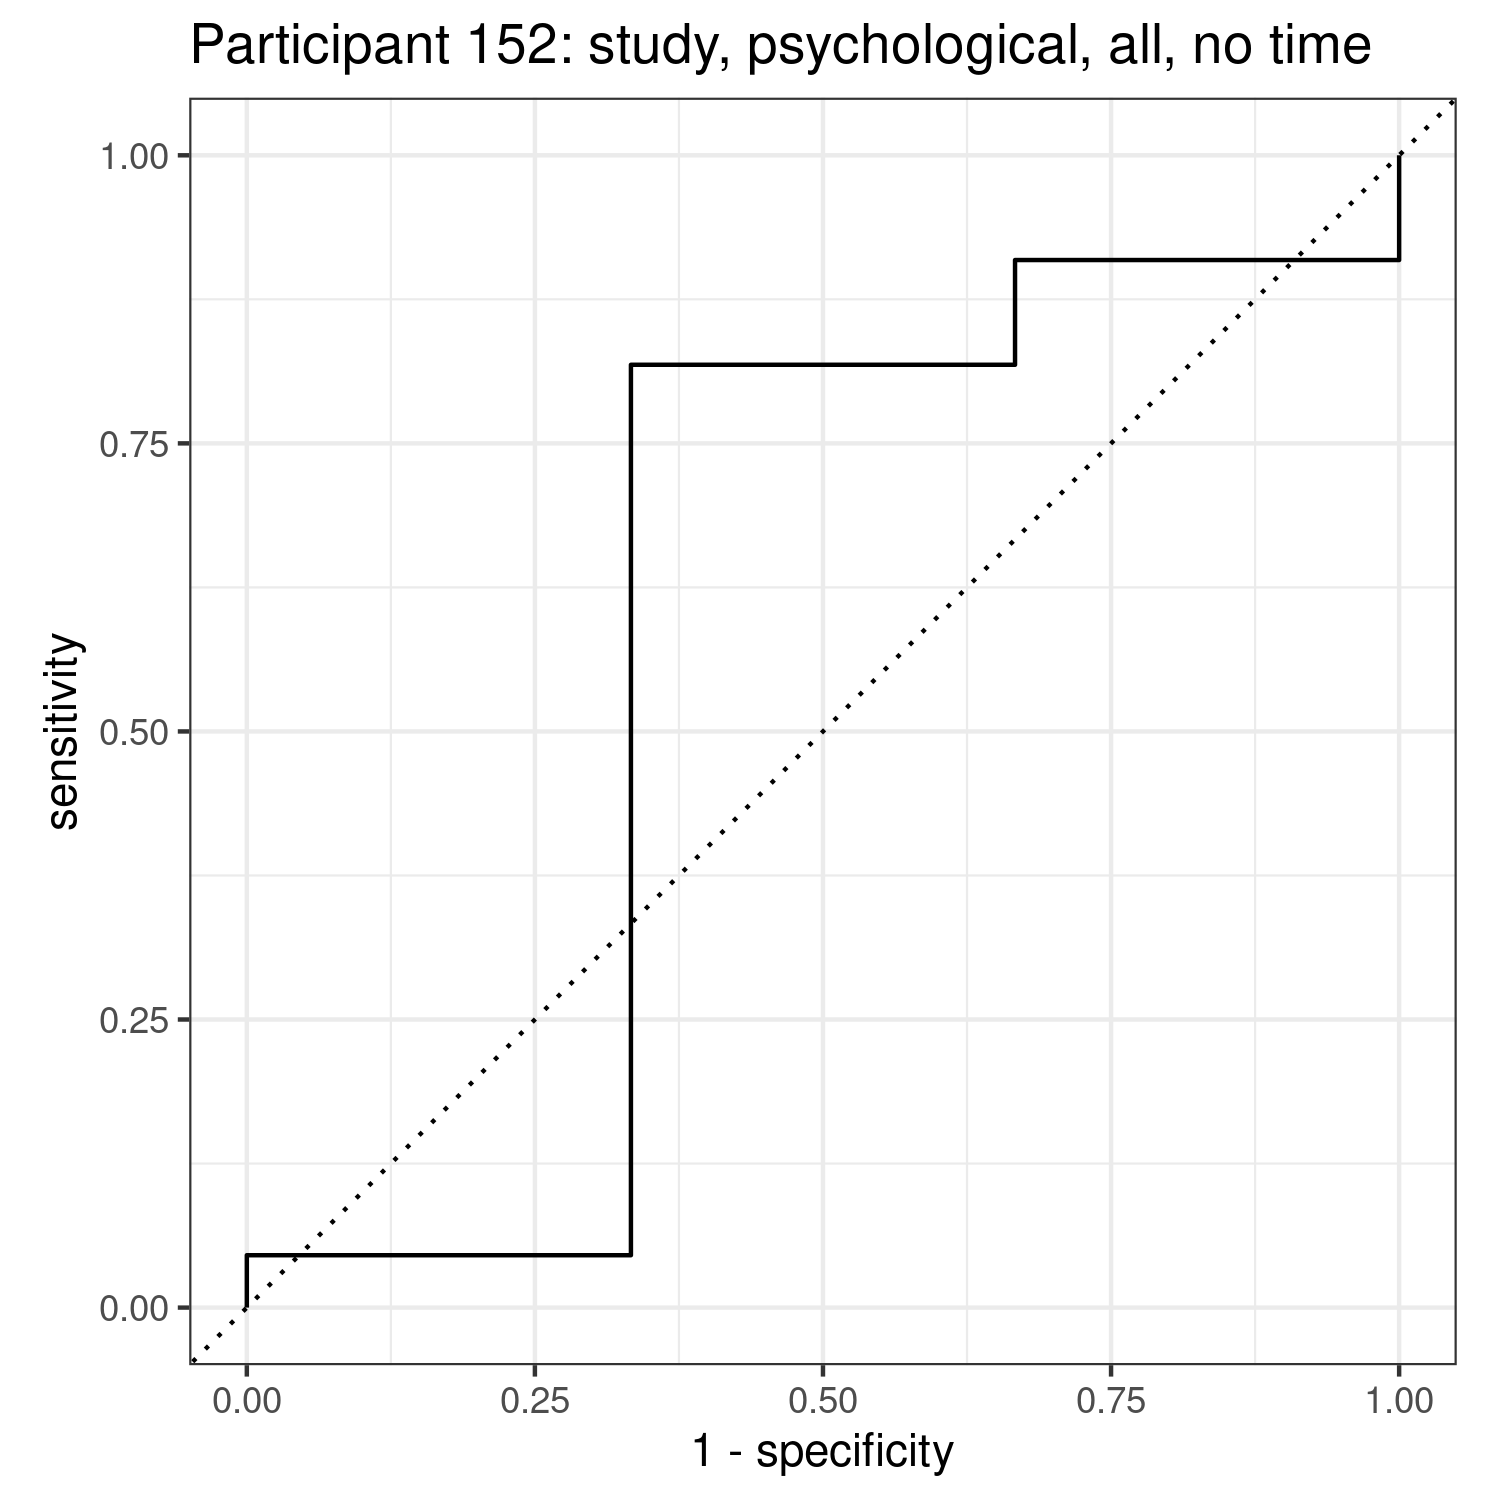 Participant 152: study, psychological, all, no time
1.00
0.75
0.50
0.25
0.00
sensitivity
0.00 0.25 0.50 0.75 1.00
1 - specificity